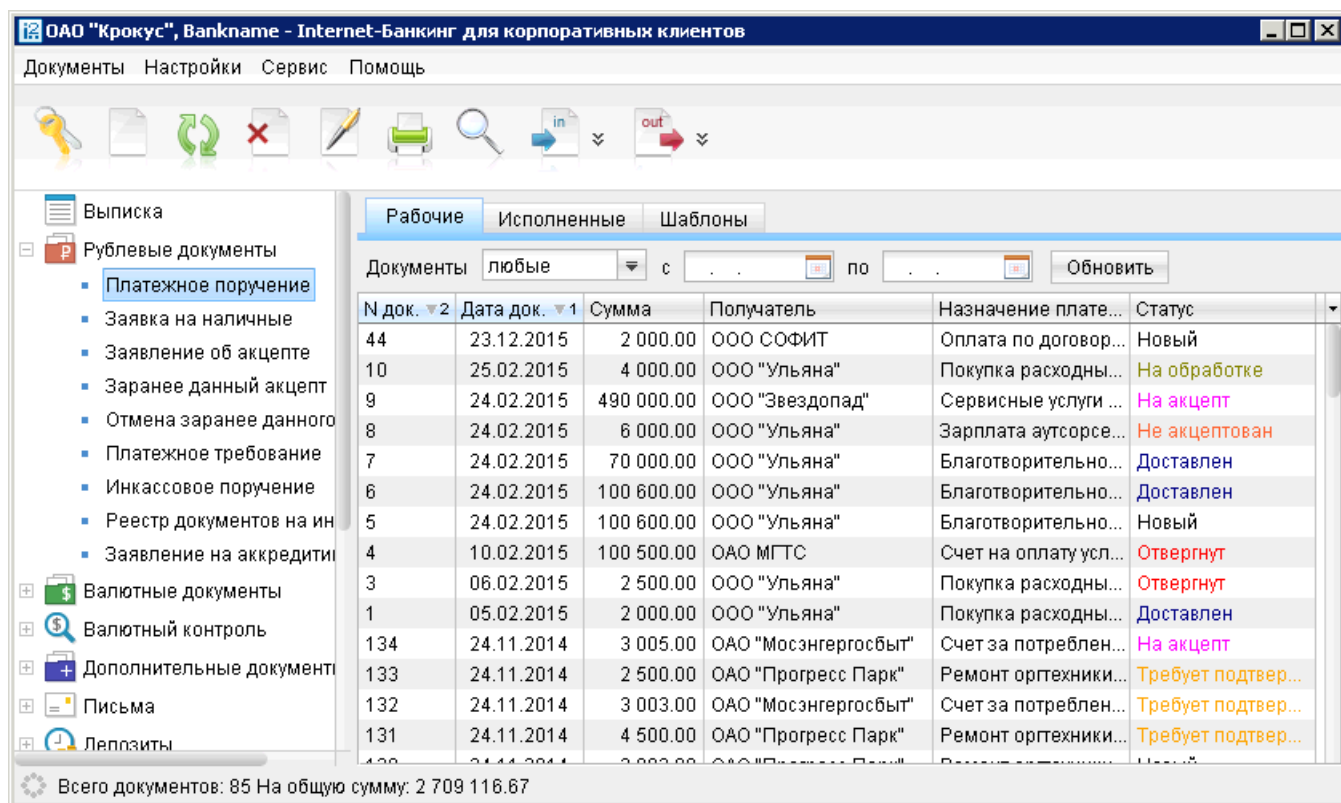 ОАО "Крокус", Bankname - Internet-Банкинг для корпоративных клиентов
Документы Настройки Сервис Помощь
in out
Выписка
Рублевые документы
Платежное поручение
Заявка на наличные
Заявление об акцепте
Заранее данный акцепт
Отмена заранее данного
Платежное требование
Инкассовое поручение
Реестр документов на ин
Заявление на аккредити
Валютные документы
Валютный контроль
Дополнительные документ
Письма
Депозиты
Рабочие Исполненные Шаблоны
Документы любые с . . по . . Обновить
N док. 2 Дата док. 1 Сумма Получатель Назначение плате... Статус
44 23.12.2015 2 000.00 ООО СОФИТ Оплата по договор... Новый
10 25.02.2015 4 000.00 ООО "Ульяна" Покупка расходны... На обработке
9 24.02.2015 490 000.00 ООО "Звездопад" Сервисные услуги ... На акцепт
8 24.02.2015 6 000.00 ООО "Ульяна" Зарплата аутсорсе... Не акцептован
7 24.02.2015 70 000.00 ООО "Ульяна" Благотворительно... Доставлен
6 24.02.2015 100 600.00 ООО "Ульяна" Благотворительно... Доставлен
5 24.02.2015 100 600.00 ООО "Ульяна" Благотворительно... Новый
4 10.02.2015 100 500.00 ОАО МГТС Счет на оплату усл... Отвергнут
3 06.02.2015 2 500.00 ООО "Ульяна" Покупка расходны... Отвергнут
1 05.02.2015 2 000.00 ООО "Ульяна" Покупка расходны... Доставлен
134 24.11.2014 3 005.00 ОАО "Мосэнгергосбыт" Счет за потреблен... На акцепт
133 24.11.2014 2 500.00 ОАО "Прогресс Парк" Ремонт оргтехники... Требует подтвер...
132 24.11.2014 3 003.00 ОАО "Мосэнгергосбыт" Счет за потреблен... Требует подтвер...
131 24.11.2014 4 500.00 ОАО "Прогресс Парк" Ремонт оргтехники... Требует подтвер...
Всего документов: 85 На общую сумму: 2 709 116.67